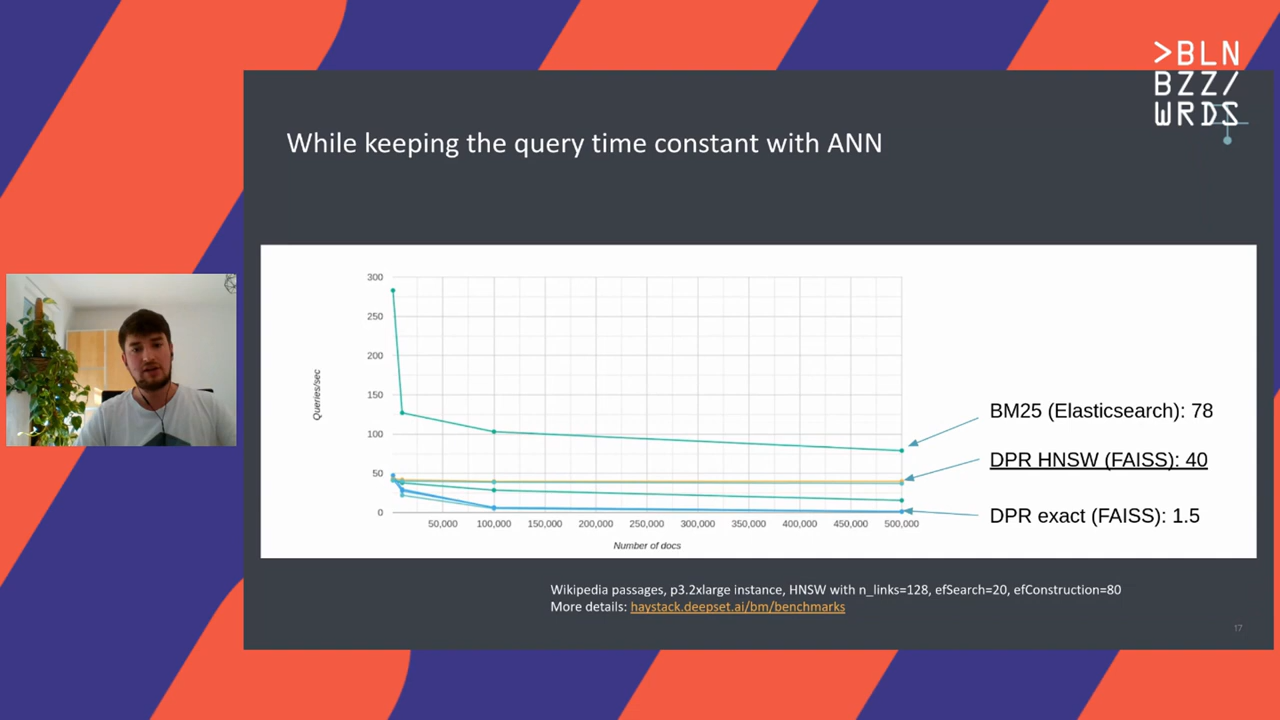 >BLN
BZZ/
WRDS
While keeping the query time constant with ANN
300
250
200
150
100
50
0
Queries/sec
50,000
100,000
150,000
200,000
250,000
300,000
350,000
400,000
450,000
500,000
Number of docs
BM25 (Elasticsearch): 78
DPR HNSW (FAISS): 40
DPR exact (FAISS): 1.5
Wikipedia passages, p3.2xlarge instance, HNSW with n_links=128, efSearch=20, efConstruction=80
More details: haystack.deepset.ai/bm/benchmarks
17